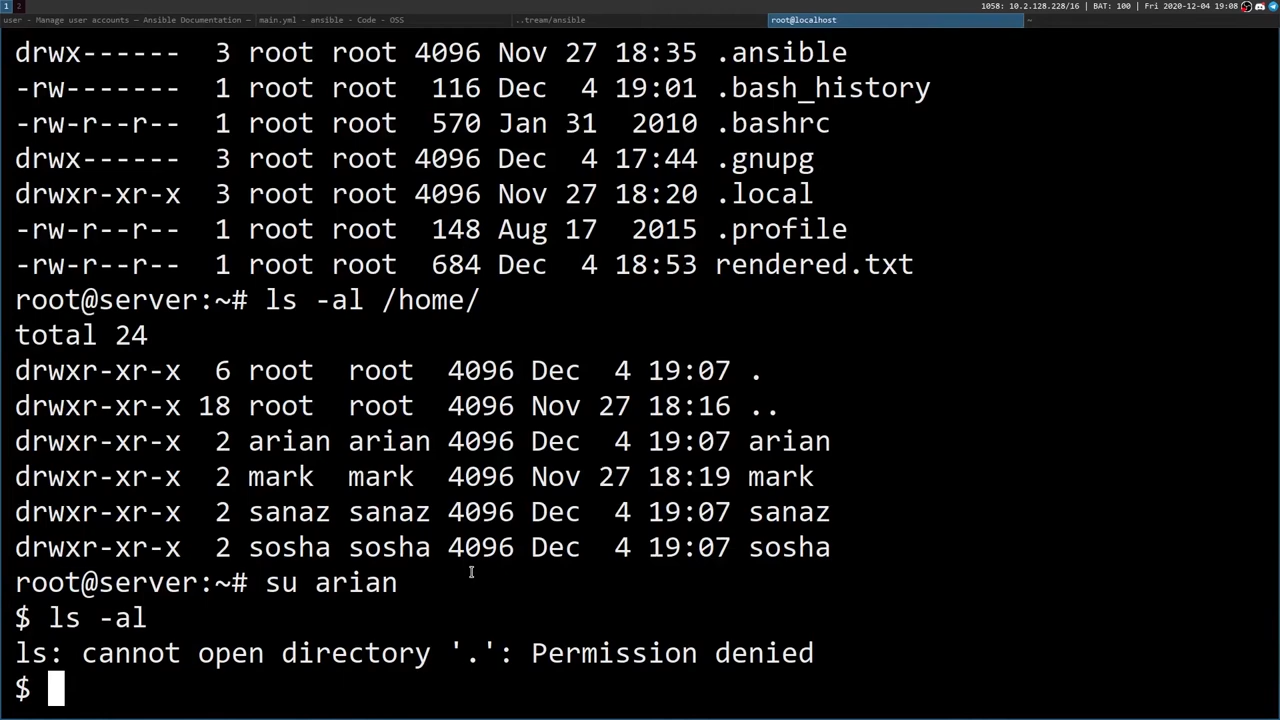 1 2 1058: 10.2.128.228/16 | BAT: 100 | Fri 2020-12-04 19:08
user - Manage user accounts — Ansible Documentation — main.yml - ansible - Code - OSS ..tream/ansible root@localhost
drwx------  3 root root 4096 Nov 27 18:35 .ansible
-rw-------  1 root root  116 Dec  4 19:01 .bash_history
-rw-r--r--  1 root root  570 Jan 31  2010 .bashrc
drwx------  3 root root 4096 Dec  4 17:44 .gnupg
drwxr-xr-x  3 root root 4096 Nov 27 18:20 .local
-rw-r--r--  1 root root  148 Aug 17  2015 .profile
-rw-r--r--  1 root root  684 Dec  4 18:53 rendered.txt
root@server:~# ls -al /home/
total 24
drwxr-xr-x  6 root  root  4096 Dec  4 19:07 .
drwxr-xr-x 18 root  root  4096 Nov 27 18:16 ..
drwxr-xr-x  2 arian arian 4096 Dec  4 19:07 arian
drwxr-xr-x  2 mark  mark  4096 Nov 27 18:19 mark
drwxr-xr-x  2 sanaz sanaz 4096 Dec  4 19:07 sanaz
drwxr-xr-x  2 sosha sosha 4096 Dec  4 19:07 sosha
root@server:~# su arian
$ ls -al
ls: cannot open directory '.': Permission denied
$